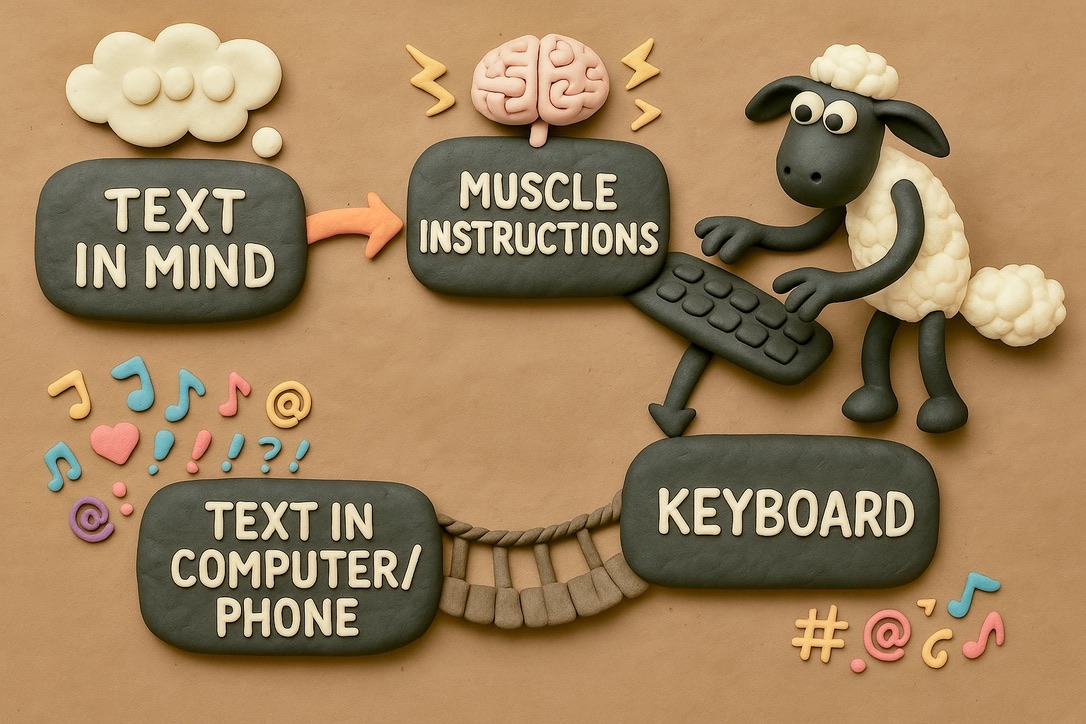 TEXT
IN MIND
MUSCLE
INSTRUCTIONS
KEYBOARD
TEXT IN
COMPUTER/
PHONE
@
! ! ! ? !
@
# @